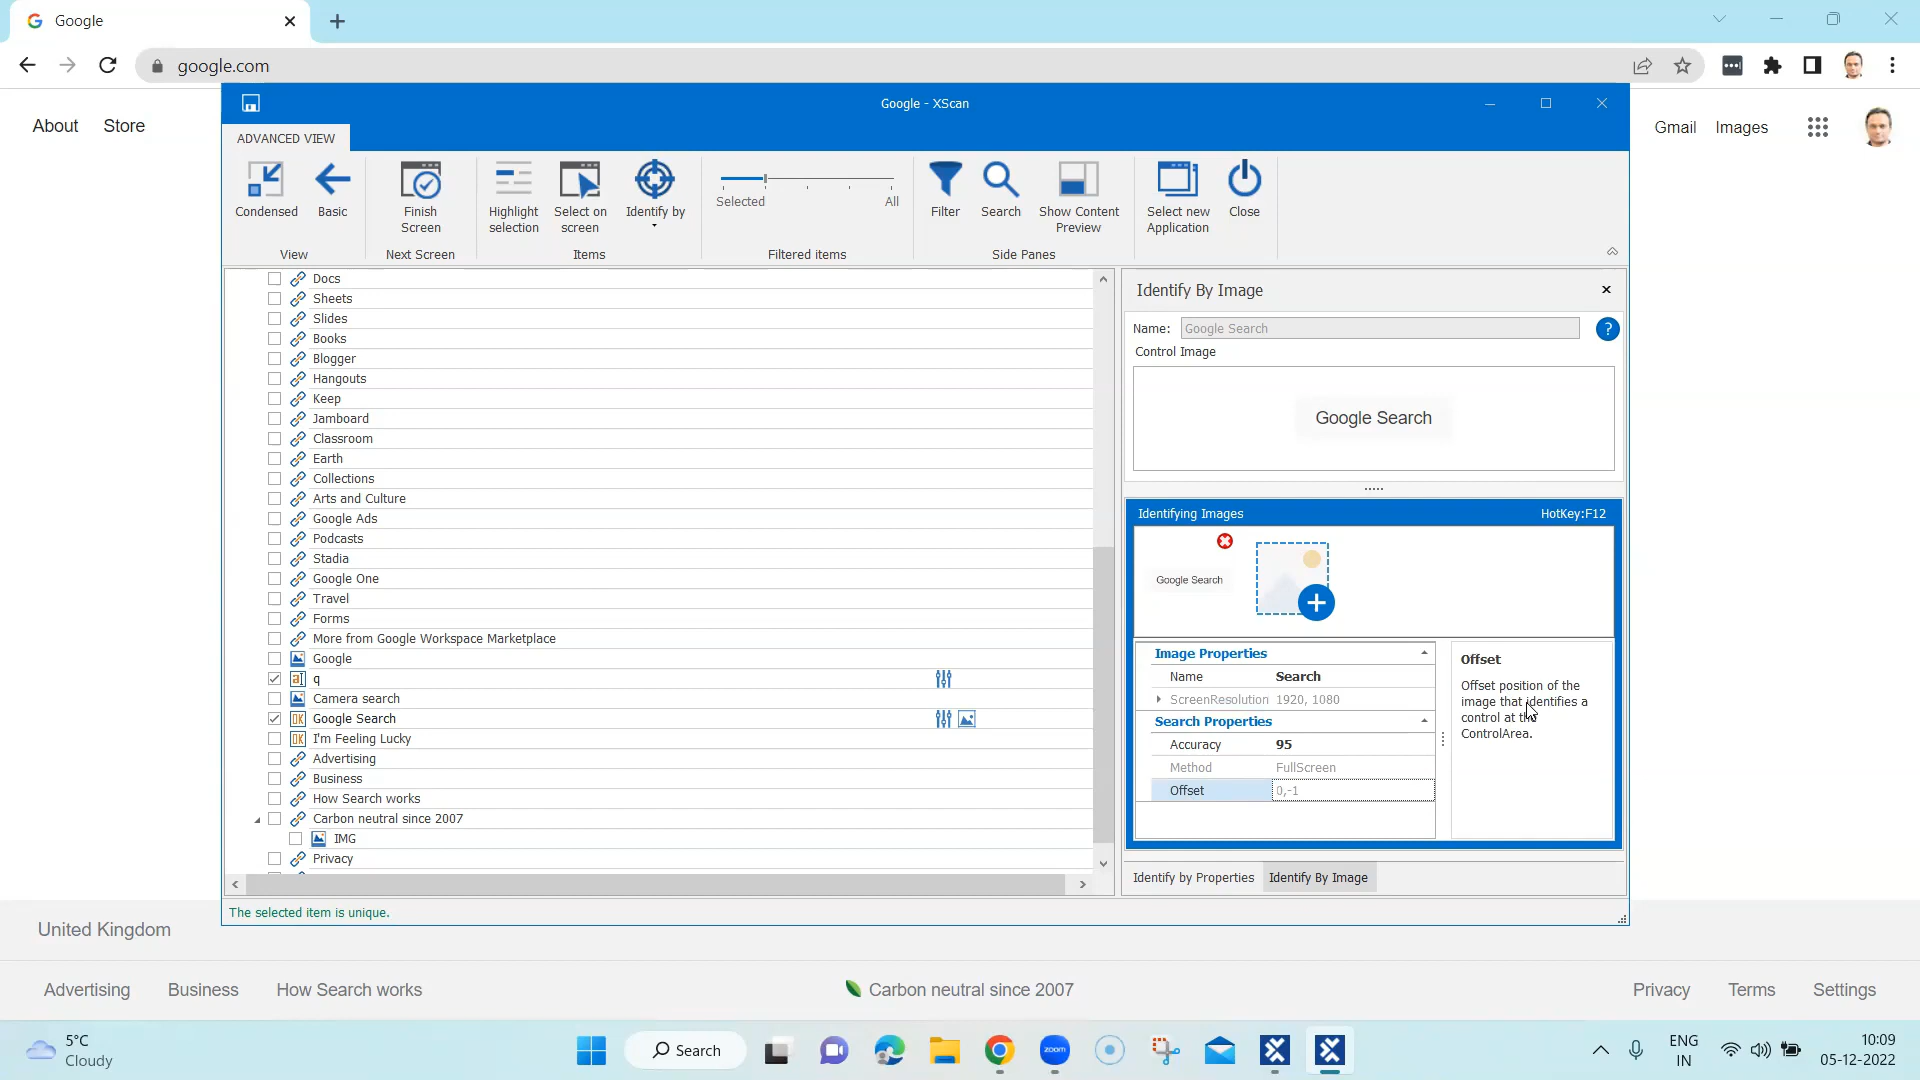 Google
google.com
About
Store
Gmail
Images
Google - XScan
ADVANCED VIEW
Condensed
Basic
View
Finish
Screen
Next Screen
Highlight
selection
Select on
screen
Identify by
Items
Selected
All
Filtered items
Filter
Search
Show Content
Preview
Side Panes
Select new
Application
Close
Docs
Sheets
Slides
Books
Blogger
Hangouts
Keep
Jamboard
Classroom
Earth
Collections
Arts and Culture
Google Ads
Podcasts
Stadia
Google One
Travel
Forms
More from Google Workspace Marketplace
Google
q
Camera search
OK Google Search
OK I'm Feeling Lucky
Advertising
Business
How Search works
Carbon neutral since 2007
IMG
Privacy
The selected item is unique.
Identify By Image
Name: Google Search
?
Control Image
Google Search
Identifying Images
HotKey:F12
Google Search
Image Properties
Name Search
ScreenResolution 1920, 1080
Search Properties
Accuracy 95
Method FullScreen
Offset 0,-1
Offset
Offset position of the
image that identifies a
control at the
ControlArea.
Identify by Properties
Identify By Image
United Kingdom
Advertising
Business
How Search works
Carbon neutral since 2007
Privacy
Terms
Settings
5°C
Cloudy
Search
zoom
ENG
IN
10:09
05-12-2022